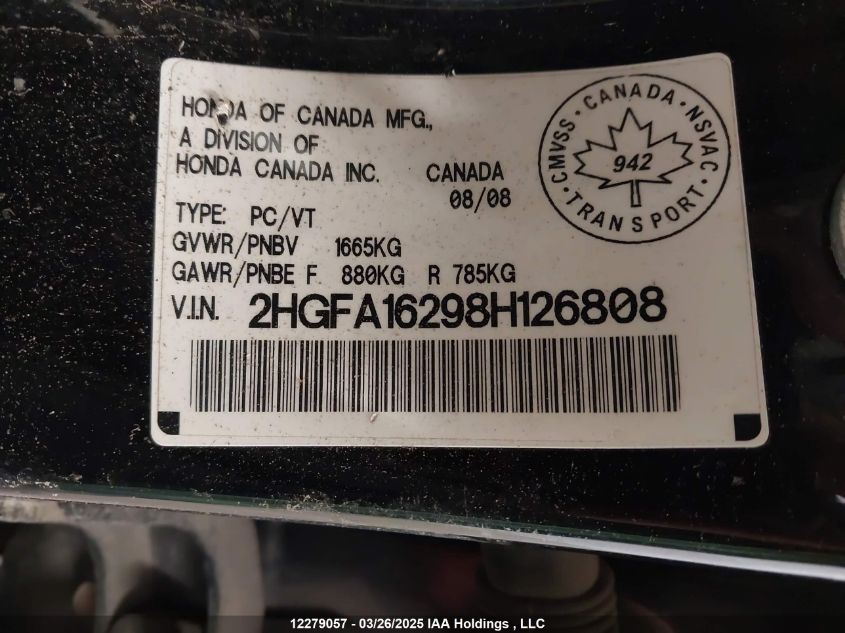 HONDA OF CANADA MFG.,
A DIVISION OF
HONDA CANADA INC. CANADA
08/08
TYPE: PC/VT
GVWR/PNBV 1665KG
GAWR/PNBE F 880KG R 785KG
V.I.N. 2HGFA16298H126808
CMVSS · CANADA · NSVAC
942
· TRANSPORT ·
12279057 - 03/26/2025 IAA Holdings , LLC